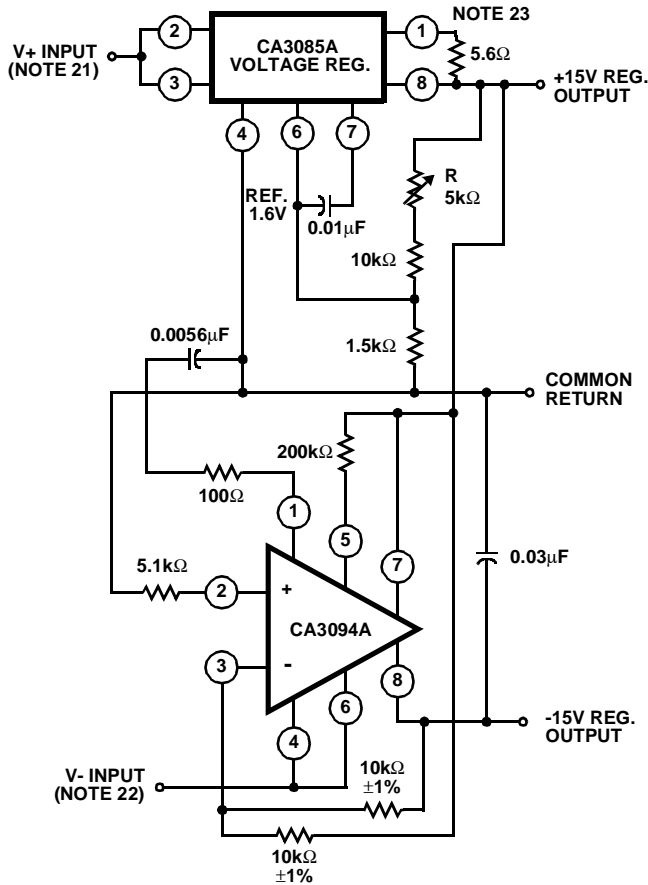 NOTE 23
V+ INPUT
(NOTE 21)
2
3
CA3085A
VOLTAGE REG.
1
8
5.6Ω
+15V REG.
OUTPUT
4
6
7
REF.
1.6V
0.01μF
R
5kΩ
10kΩ
1.5kΩ
0.0056μF
COMMON
RETURN
200kΩ
100Ω
1
5
7
0.03μF
5.1kΩ
2
+
CA3094A
3
-
8
6
4
-15V REG.
OUTPUT
V- INPUT
(NOTE 22)
10kΩ
±1%
10kΩ
±1%